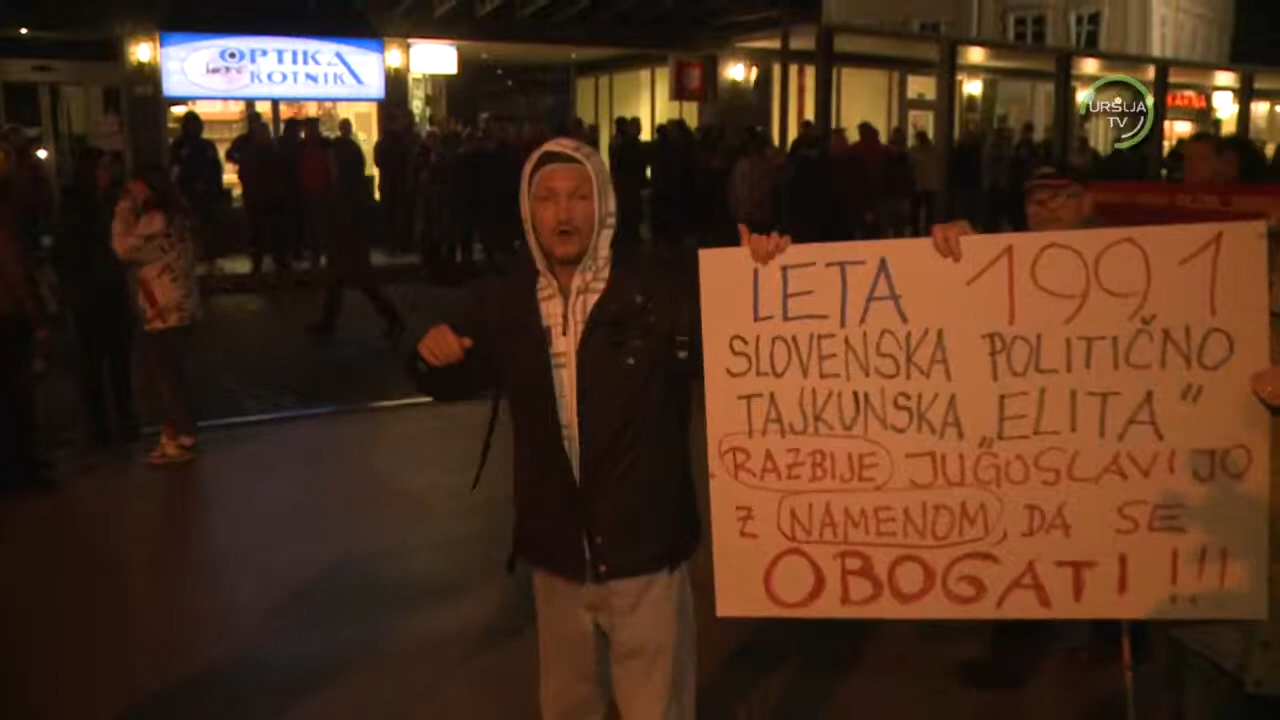 OPTIKA
KOTNIK
URŠLJA
TV
LETA 1991
SLOVENSKA POLITIČNO
TAJKUNSKA „ELITA“
RAZBIJE JUGOSLAVIJO
Z NAMENOM, DA SE
OBOGATI !!!